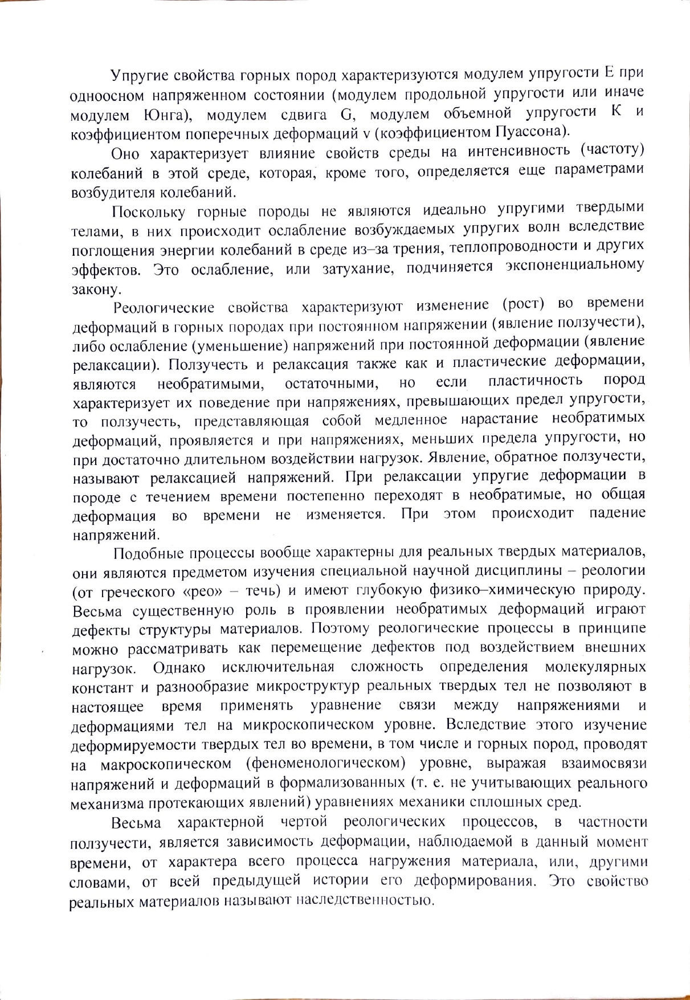 Упругие свойства горных пород характеризуются модулем упругости Е при
одноосном напряженном состоянии (модулем продольной упругости или иначе
модулем Юнга), модулем сдвига G, модулем объемной упругости К и
коэффициентом поперечных деформаций ν (коэффициентом Пуассона).
Оно характеризует влияние свойств среды на интенсивность (частоту)
колебаний в этой среде, которая, кроме того, определяется еще параметрами
возбудителя колебаний.
Поскольку горные породы не являются идеально упругими твердыми
телами, в них происходит ослабление возбуждаемых упругих волн вследствие
поглощения энергии колебаний в среде из–за трения, теплопроводности и других
эффектов. Это ослабление, или затухание, подчиняется экспоненциальному
закону.
Реологические свойства характеризуют изменение (рост) во времени
деформаций в горных породах при постоянном напряжении (явление ползучести),
либо ослабление (уменьшение) напряжений при постоянной деформации (явление
релаксации). Ползучесть и релаксация также как и пластические деформации,
являются необратимыми, остаточными, но если пластичность пород
характеризует их поведение при напряжениях, превышающих предел упругости,
то ползучесть, представляющая собой медленное нарастание необратимых
деформаций, проявляется и при напряжениях, меньших предела упругости, но
при достаточно длительном воздействии нагрузок. Явление, обратное ползучести,
называют релаксацией напряжений. При релаксации упругие деформации в
породе с течением времени постепенно переходят в необратимые, но общая
деформация во времени не изменяется. При этом происходит падение
напряжений.
Подобные процессы вообще характерны для реальных твердых материалов,
они являются предметом изучения специальной научной дисциплины – реологии
(от греческого «рео» – течь) и имеют глубокую физико–химическую природу.
Весьма существенную роль в проявлении необратимых деформаций играют
дефекты структуры материалов. Поэтому реологические процессы в принципе
можно рассматривать как перемещение дефектов под воздействием внешних
нагрузок. Однако исключительная сложность определения молекулярных
констант и разнообразие микроструктур реальных твердых тел не позволяют в
настоящее время применять уравнение связи между напряжениями и
деформациями тел на микроскопическом уровне. Вследствие этого изучение
деформируемости твердых тел во времени, в том числе и горных пород, проводят
на макроскопическом (феноменологическом) уровне, выражая взаимосвязи
напряжений и деформаций в формализованных (т. е. не учитывающих реального
механизма протекающих явлений) уравнениях механики сплошных сред.
Весьма характерной чертой реологических процессов, в частности
ползучести, является зависимость деформации, наблюдаемой в данный момент
времени, от характера всего процесса нагружения материала, или, другими
словами, от всей предыдущей истории его деформирования. Это свойство
реальных материалов называют наследственностью.